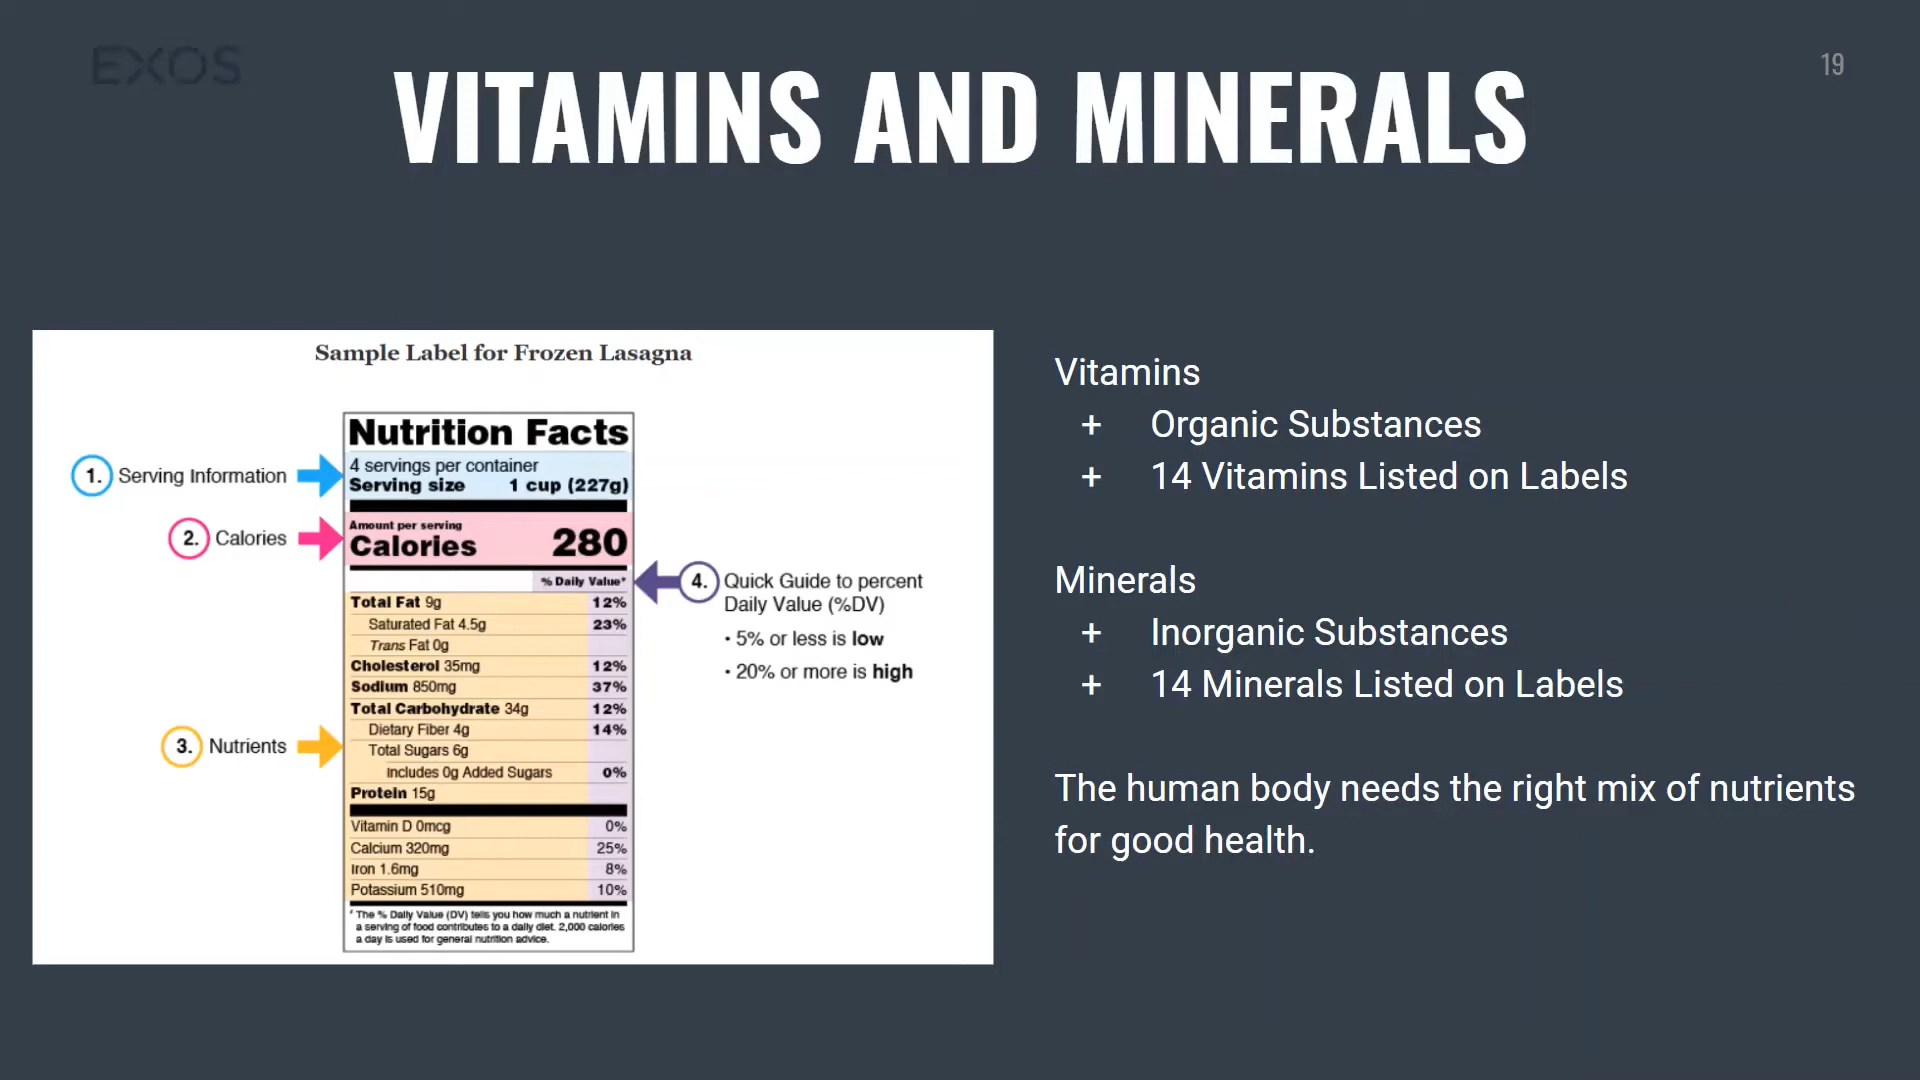 EXOS
19
VITAMINS AND MINERALS
Sample Label for Frozen Lasagna
1. Serving Information
2. Calories
3. Nutrients
Nutrition Facts
4 servings per container
Serving size 1 cup (227g)
Amount per serving
Calories 280
% Daily Value*
Total Fat 9g 12%
Saturated Fat 4.5g 23%
Trans Fat 0g
Cholesterol 35mg 12%
Sodium 850mg 37%
Total Carbohydrate 34g 12%
Dietary Fiber 4g 14%
Total Sugars 6g
Includes 0g Added Sugars 0%
Protein 15g
Vitamin D 0mcg 0%
Calcium 320mg 25%
Iron 1.6mg 8%
Potassium 510mg 10%
* The % Daily Value (DV) tells you how much a nutrient in
a serving of food contributes to a daily diet. 2,000 calories
a day is used for general nutrition advice.
4. Quick Guide to percent
Daily Value (%DV)
• 5% or less is low
• 20% or more is high
Vitamins
+ Organic Substances
+ 14 Vitamins Listed on Labels
Minerals
+ Inorganic Substances
+ 14 Minerals Listed on Labels
The human body needs the right mix of nutrients
for good health.